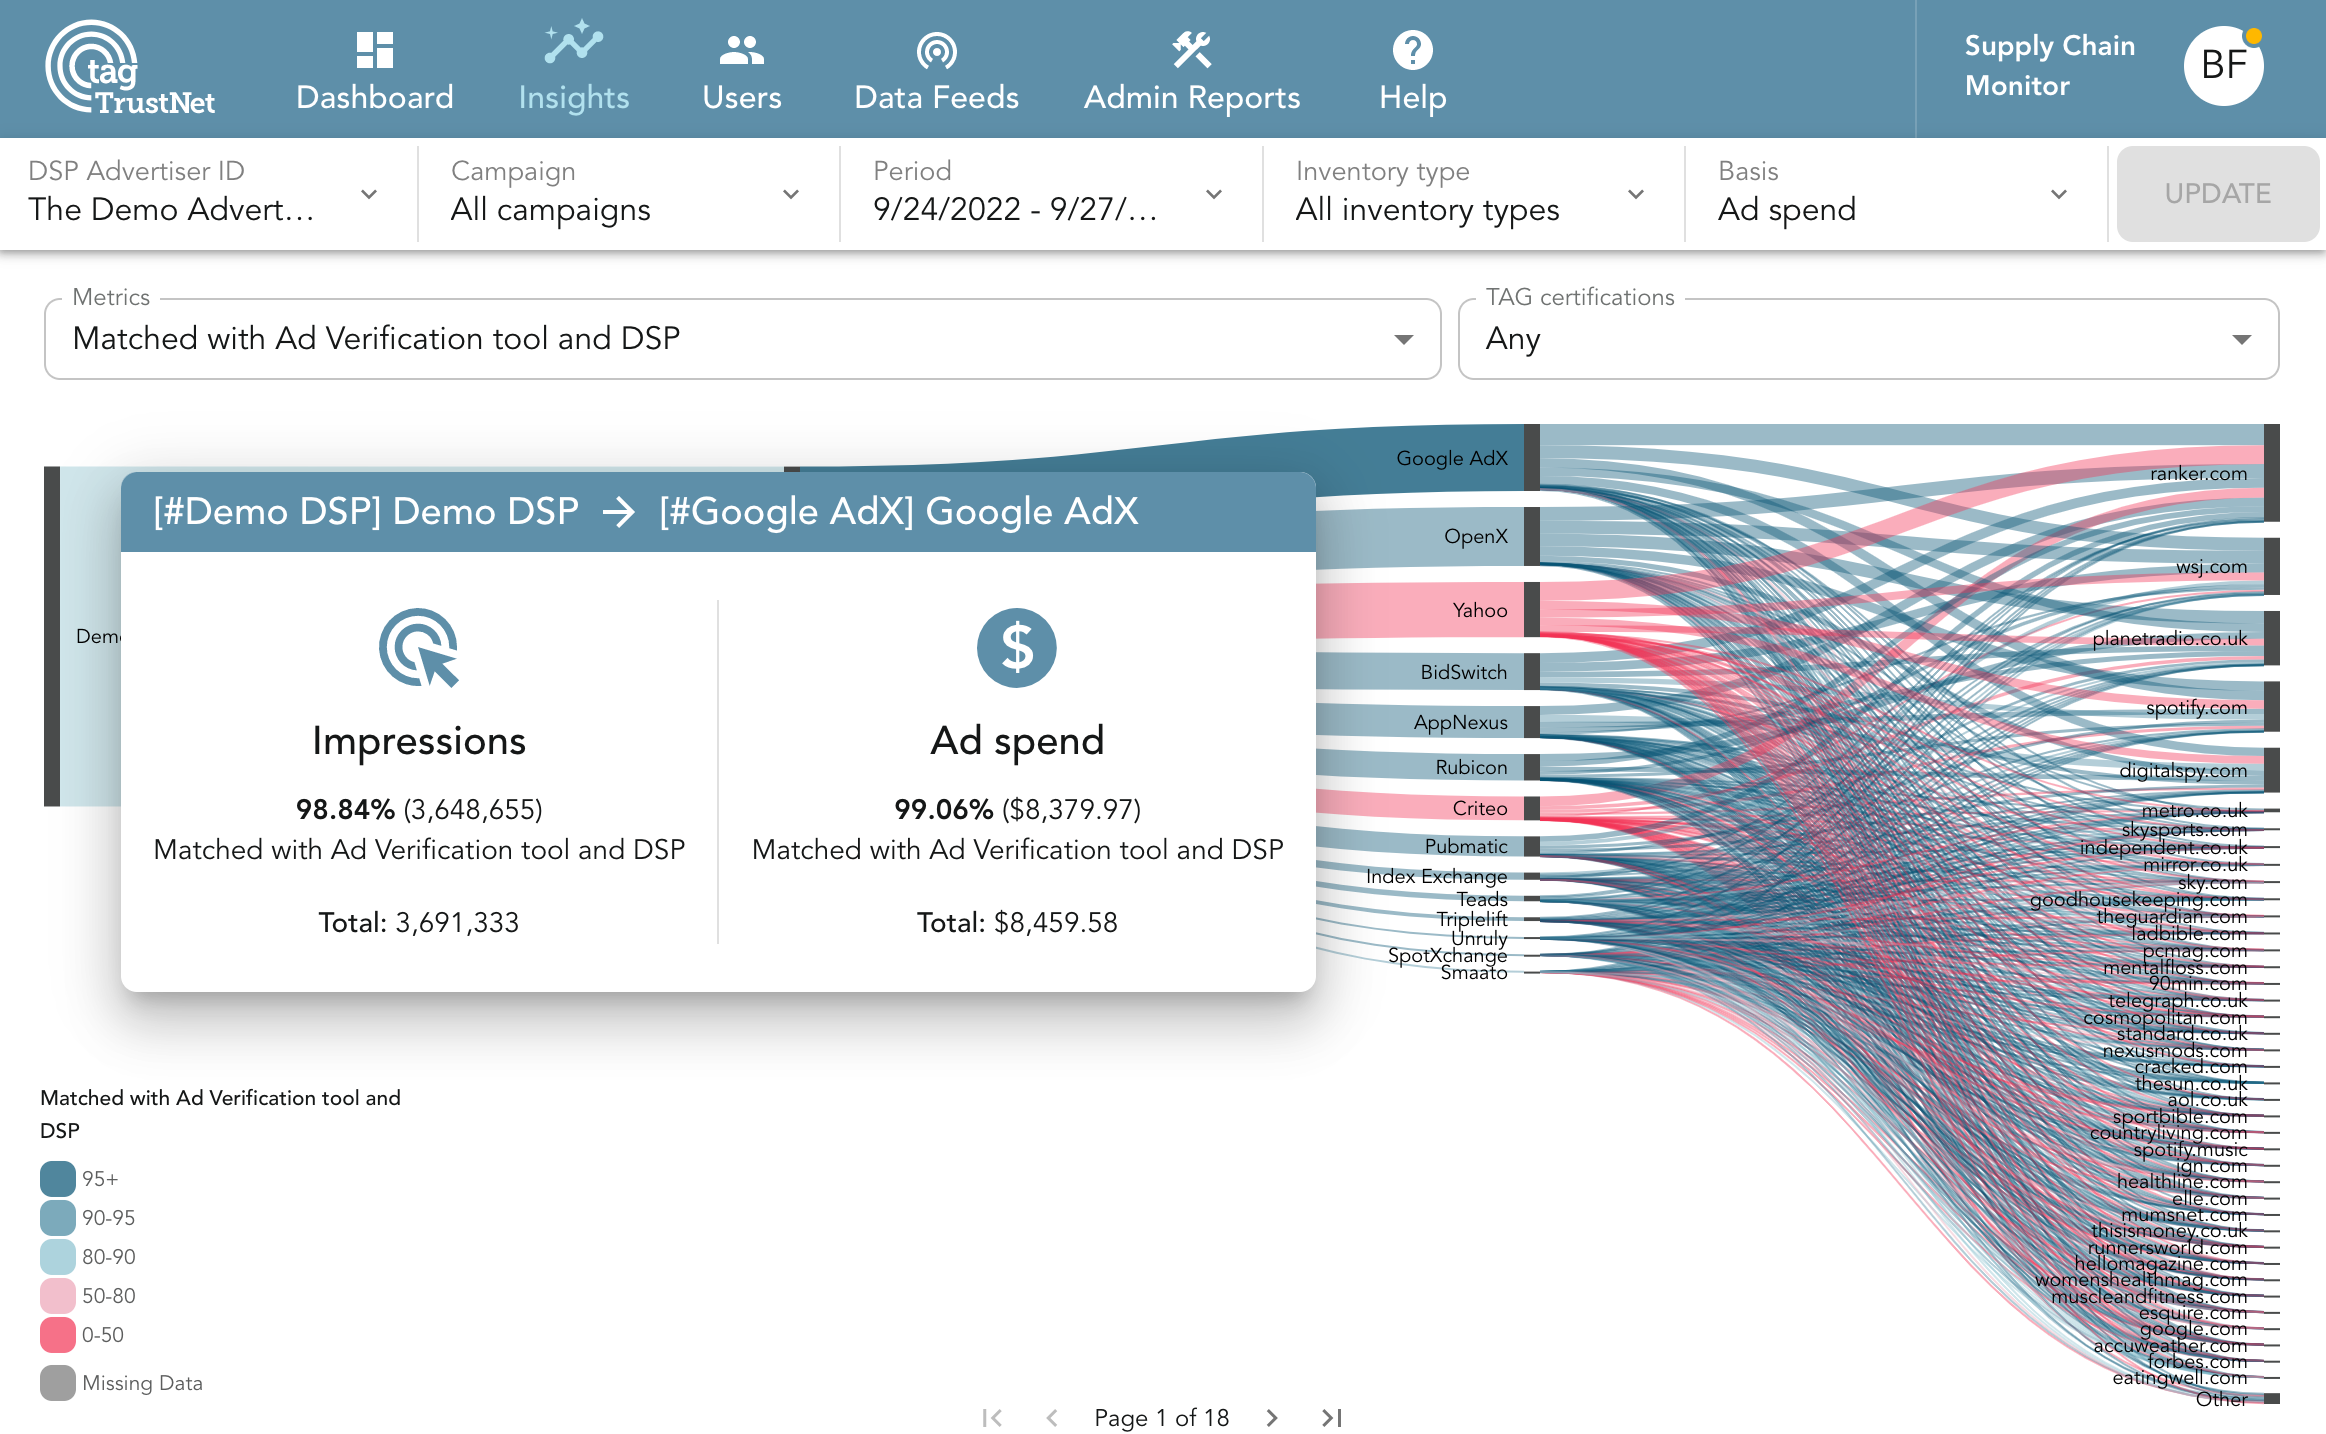 tag
TrustNet
Dashboard
Insights
Users
Data Feeds
Admin Reports
Help
Supply Chain
Monitor
BF
DSP Advertiser ID
The Demo Advert...
Campaign
All campaigns
Period
9/24/2022 - 9/27/...
Inventory type
All inventory types
Basis
Ad spend
UPDATE
Metrics
Matched with Ad Verification tool and DSP
TAG certifications
Any
[#Demo DSP] Demo DSP → [#Google AdX] Google AdX
Impressions
98.84% (3,648,655)
Matched with Ad Verification tool and DSP
Total: 3,691,333
Ad spend
99.06% ($8,379.97)
Matched with Ad Verification tool and DSP
Total: $8,459.58
Google AdX
OpenX
Yahoo
BidSwitch
AppNexus
Rubicon
Criteo
Pubmatic
Index Exchange
Teads
Triplelift
Unruly
SpotXchange
Smaato
ranker.com
wsj.com
planetradio.co.uk
spotify.com
digitalspy.com
metro.co.uk
skysports.com
independent.co.uk
mirror.co.uk
sky.com
goodhousekeeping.com
theguardian.com
ladbible.com
pcmag.com
mentalfloss.com
90min.com
telegraph.co.uk
cosmopolitan.com
standard.co.uk
nexusmods.com
cracked.com
thesun.co.uk
aol.co.uk
sportbible.com
countryliving.com
spotify.music
ign.com
healthline.com
elle.com
mumsnet.com
thisismoney.co.uk
runnersworld.com
hellomagazine.com
womenshealthmag.com
muscleandfitness.com
esquire.com
google.com
accuweather.com
forbes.com
eatingwell.com
Other
Matched with Ad Verification tool and
DSP
95+
90-95
80-90
50-80
0-50
Missing Data
Page 1 of 18